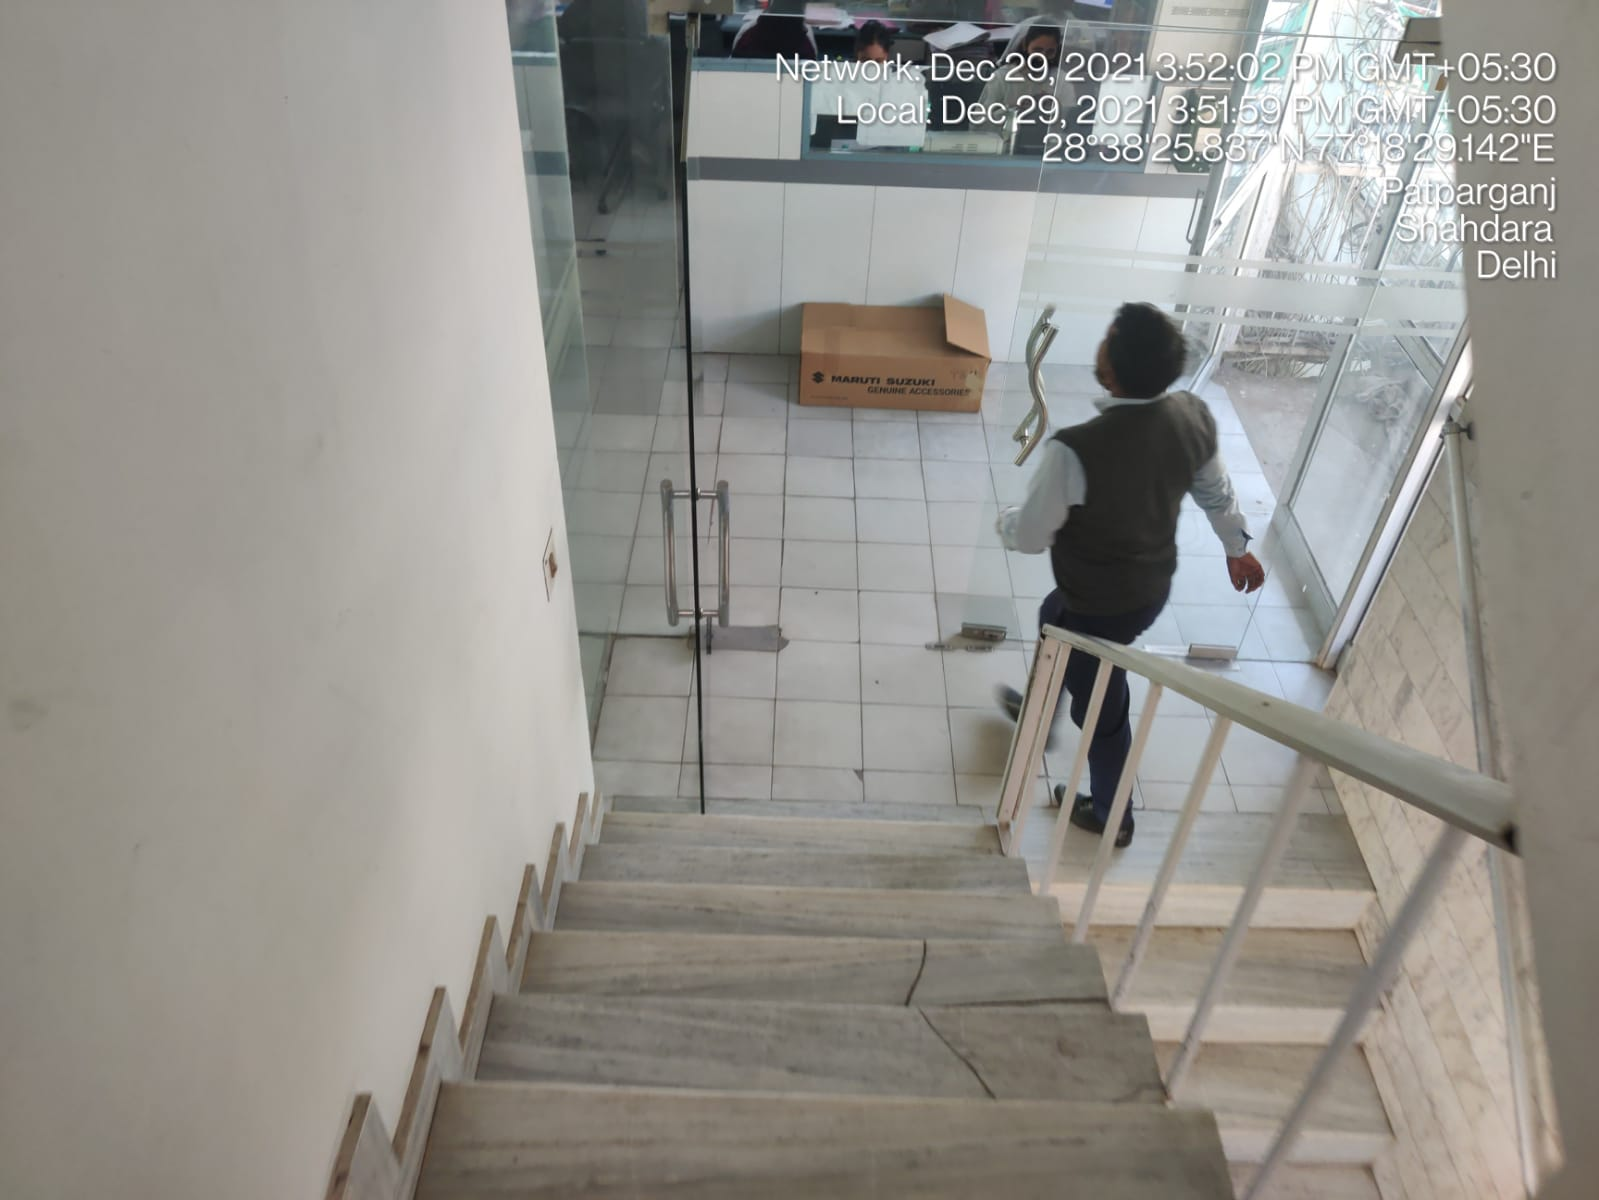 Network: Dec 29, 2021 3:52:02 PM GMT+05:30
Local: Dec 29, 2021 3:51:59 PM GMT+05:30
28°38'25.837"N 77°18'29.142"E
Patparganj
Shahdara
Delhi
MARUTI SUZUKI
GENUINE ACCESSORIES